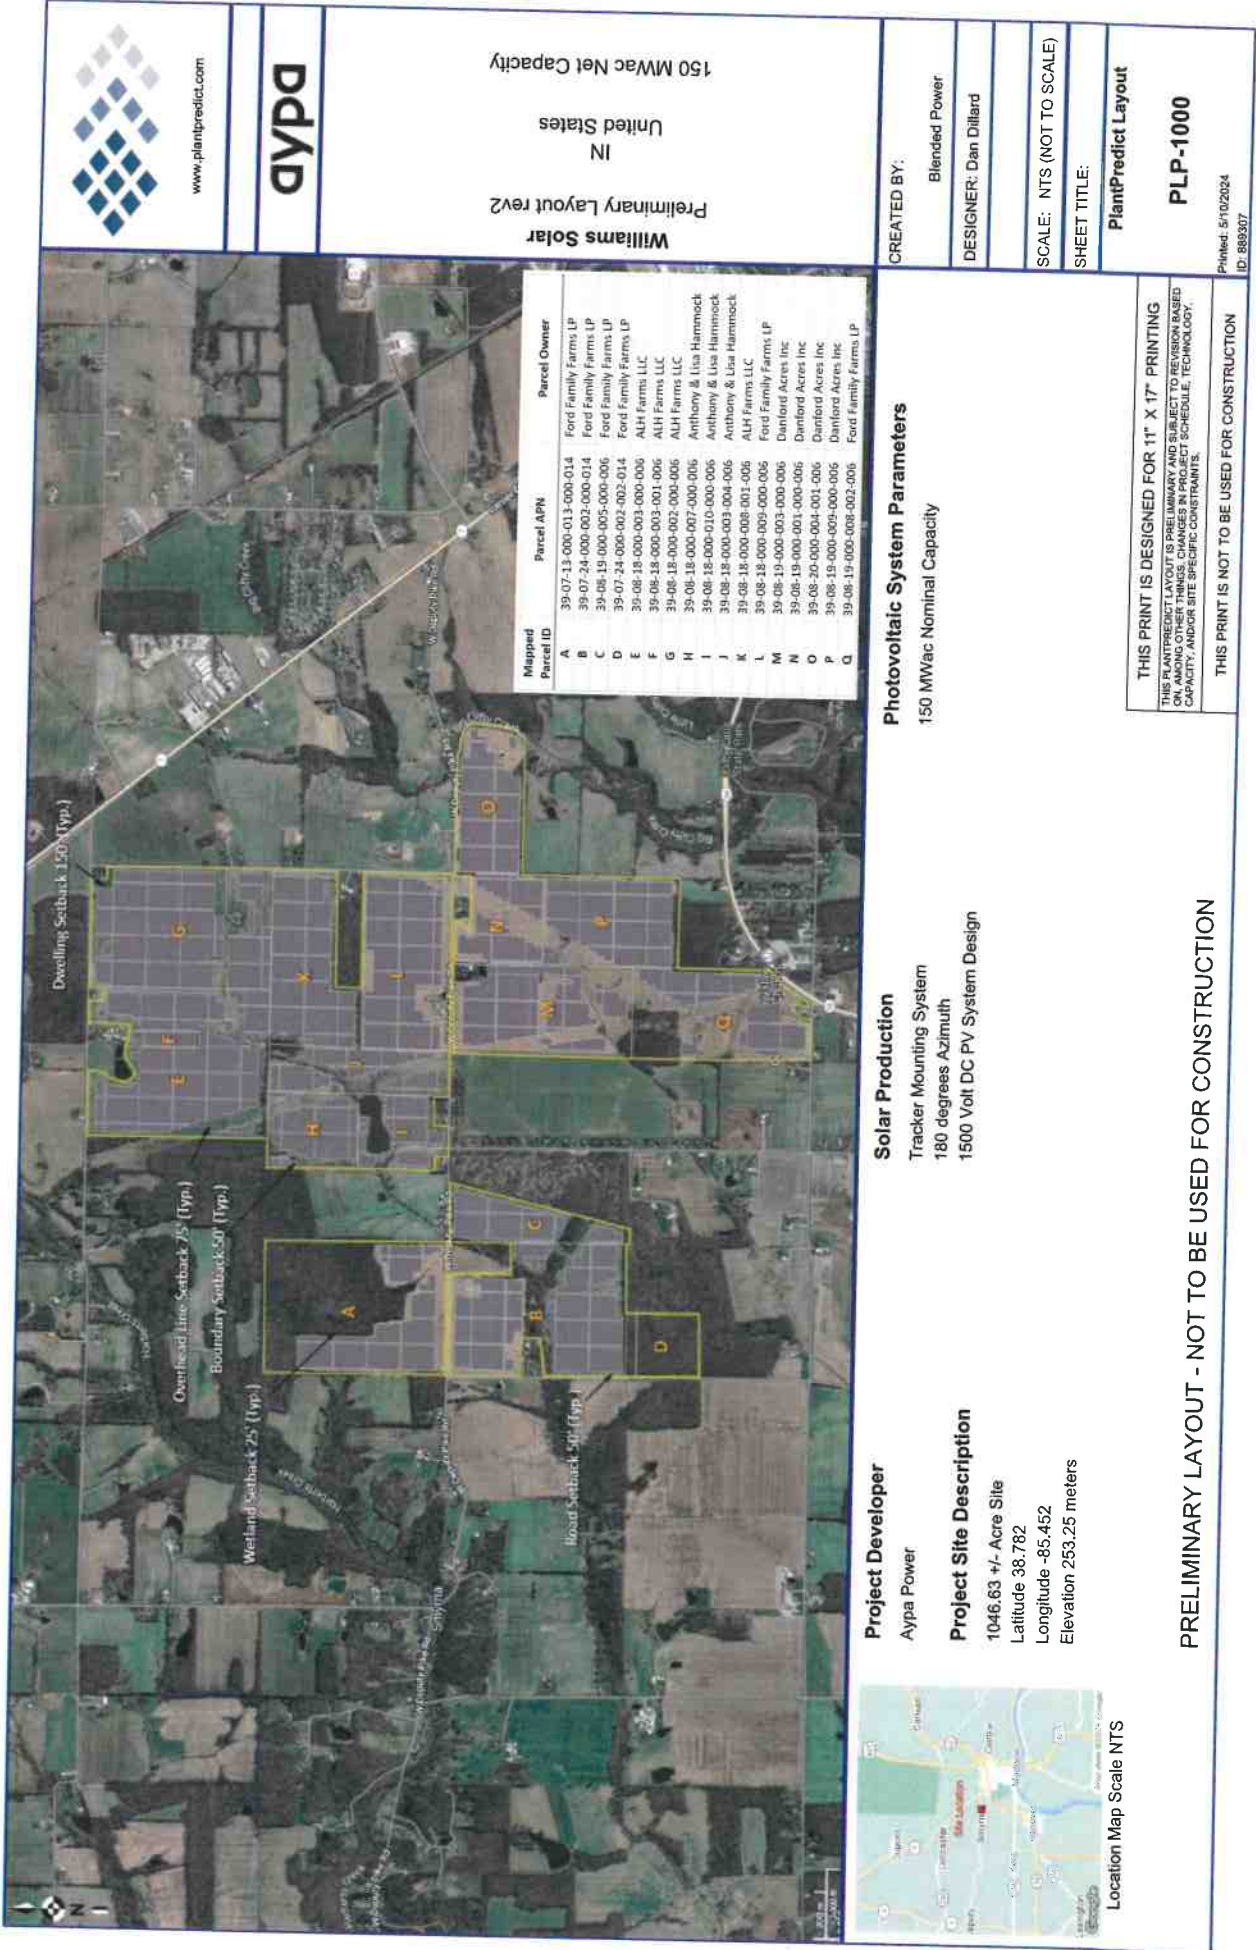 www.plantpredict.com
aypa
Williams Solar
Preliminary Layout rev2
IN
United States
150 MWac Net Capacity
CREATED BY:
Blended Power
DESIGNER: Dan Dillard
SCALE: NTS (NOT TO SCALE)
SHEET TITLE:
PlantPredict Layout
PLP-1000
Printed: 5/10/2024
ID: 889307
Dwelling Setback 150' (Typ.)
Overhead Line Setback 75' (Typ.)
Boundary Setback 50' (Typ.)
Wetland Setback 25' (Typ.)
Road Setback 50' (Typ.)
A
B
C
D
E
F
G
H
I
J
K
L
M
N
O
P
Q
Smyrna
Big Clifty Creek
N
Mapped Parcel ID Parcel APN Parcel Owner
A 39-07-13-000-013-000-014 Ford Family Farms LP
B 39-07-24-000-002-000-014 Ford Family Farms LP
C 39-08-19-000-005-000-006 Ford Family Farms LP
D 39-07-24-000-002-002-014 Ford Family Farms LP
E 39-08-18-000-003-000-006 ALH Farms LLC
F 39-08-18-000-003-001-006 ALH Farms LLC
G 39-08-18-000-002-000-006 ALH Farms LLC
H 39-08-18-000-007-000-006 Anthony & Lisa Hammock
I 39-08-18-000-010-000-006 Anthony & Lisa Hammock
J 39-08-18-000-003-004-006 Anthony & Lisa Hammock
K 39-08-18-000-008-001-006 ALH Farms LLC
L 39-08-18-000-009-000-006 Ford Family Farms LP
M 39-08-19-000-003-000-006 Danford Acres Inc
N 39-08-19-000-001-000-006 Danford Acres Inc
O 39-08-20-000-004-001-006 Danford Acres Inc
P 39-08-19-000-009-000-006 Danford Acres Inc
Q 39-08-19-000-008-002-006 Ford Family Farms LP
Site Location
Location Map Scale NTS
Project Developer
Aypa Power
Project Site Description
1046.63 +/- Acre Site
Latitude 38.782
Longitude -85.452
Elevation 253.25 meters
Solar Production
Tracker Mounting System
180 degrees Azimuth
1500 Volt DC PV System Design
Photovoltaic System Parameters
150 MWac Nominal Capacity
PRELIMINARY LAYOUT - NOT TO BE USED FOR CONSTRUCTION
THIS PRINT IS DESIGNED FOR 11" X 17" PRINTING
THIS PLANTPREDICT LAYOUT IS PRELIMINARY AND SUBJECT TO REVISION BASED
ON, AMONG OTHER THINGS, CHANGES IN PROJECT SCHEDULE, TECHNOLOGY,
CAPACITY, AND/OR SITE SPECIFIC CONSTRAINTS.
THIS PRINT IS NOT TO BE USED FOR CONSTRUCTION